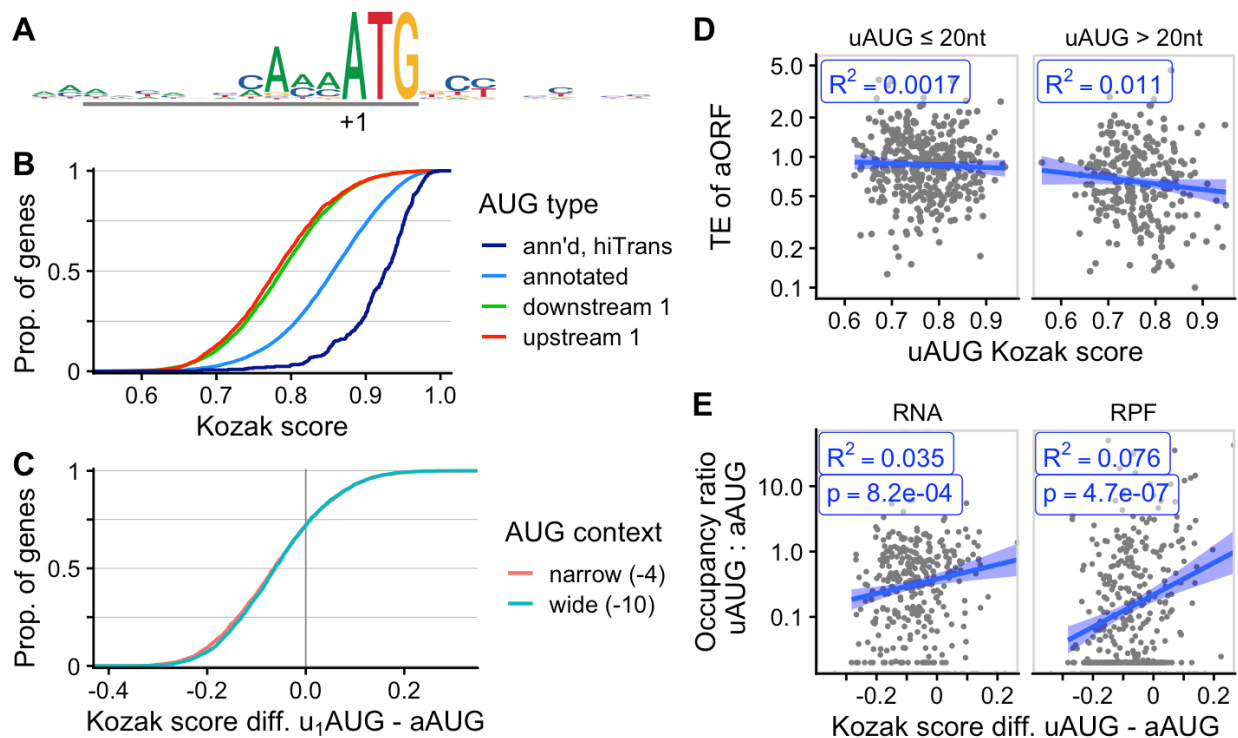 A
CAAAATG
+1
B
Prop. of genes
1
0.5
0
0.6 0.7 0.8 0.9 1.0
Kozak score
AUG type
ann'd, hiTrans
annotated
downstream 1
upstream 1
C
Prop. of genes
1
0.5
0
-0.4 -0.2 0.0 0.2
Kozak score diff. u₁AUG - aAUG
AUG context
narrow (-4)
wide (-10)
D
uAUG ≤ 20nt uAUG > 20nt
TE of aORF
5.0
2.0
1.0
0.5
0.2
0.1
R² = 0.0017 R² = 0.011
0.6 0.7 0.8 0.9 0.6 0.7 0.8 0.9
uAUG Kozak score
E
RNA RPF
Occupancy ratio
uAUG : aAUG
10.0
1.0
0.1
R² = 0.035 R² = 0.076
p = 8.2e-04 p = 4.7e-07
-0.2 0 0.2 -0.2 0 0.2
Kozak score diff. uAUG - aAUG